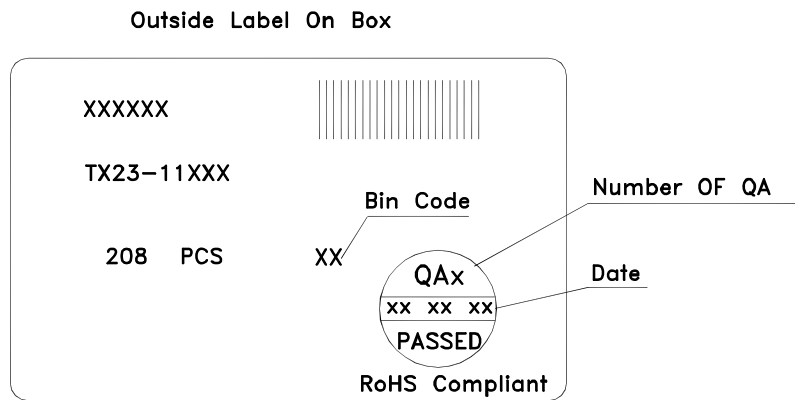 Outside Label On Box
XXXXXX
TX23-11XXX
Bin Code
Number OF QA
208 PCS
XX
QAx
Date
xx xx xx
PASSED
RoHS Compliant